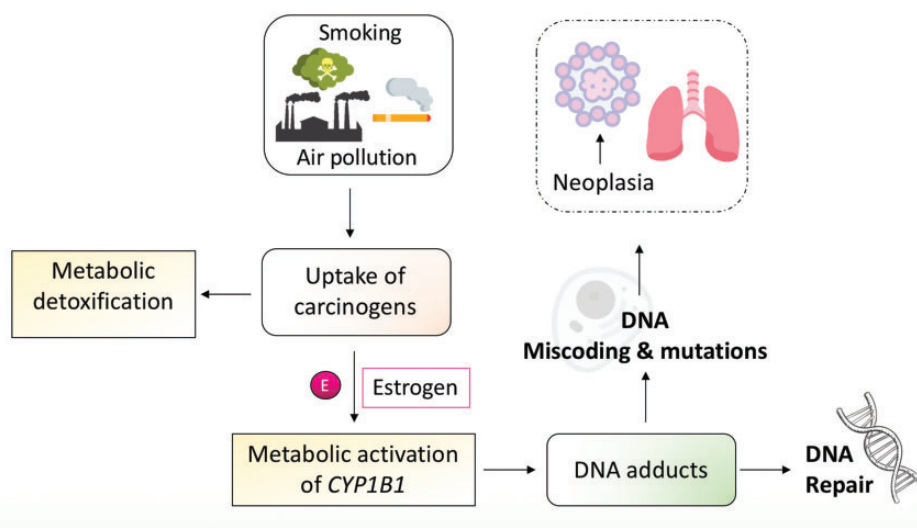 Smoking
Air pollution
Neoplasia
Metabolic
detoxification
Uptake of
carcinogens
DNA
Miscoding & mutations
E
Estrogen
Metabolic activation
of CYP1B1
DNA adducts
DNA
Repair